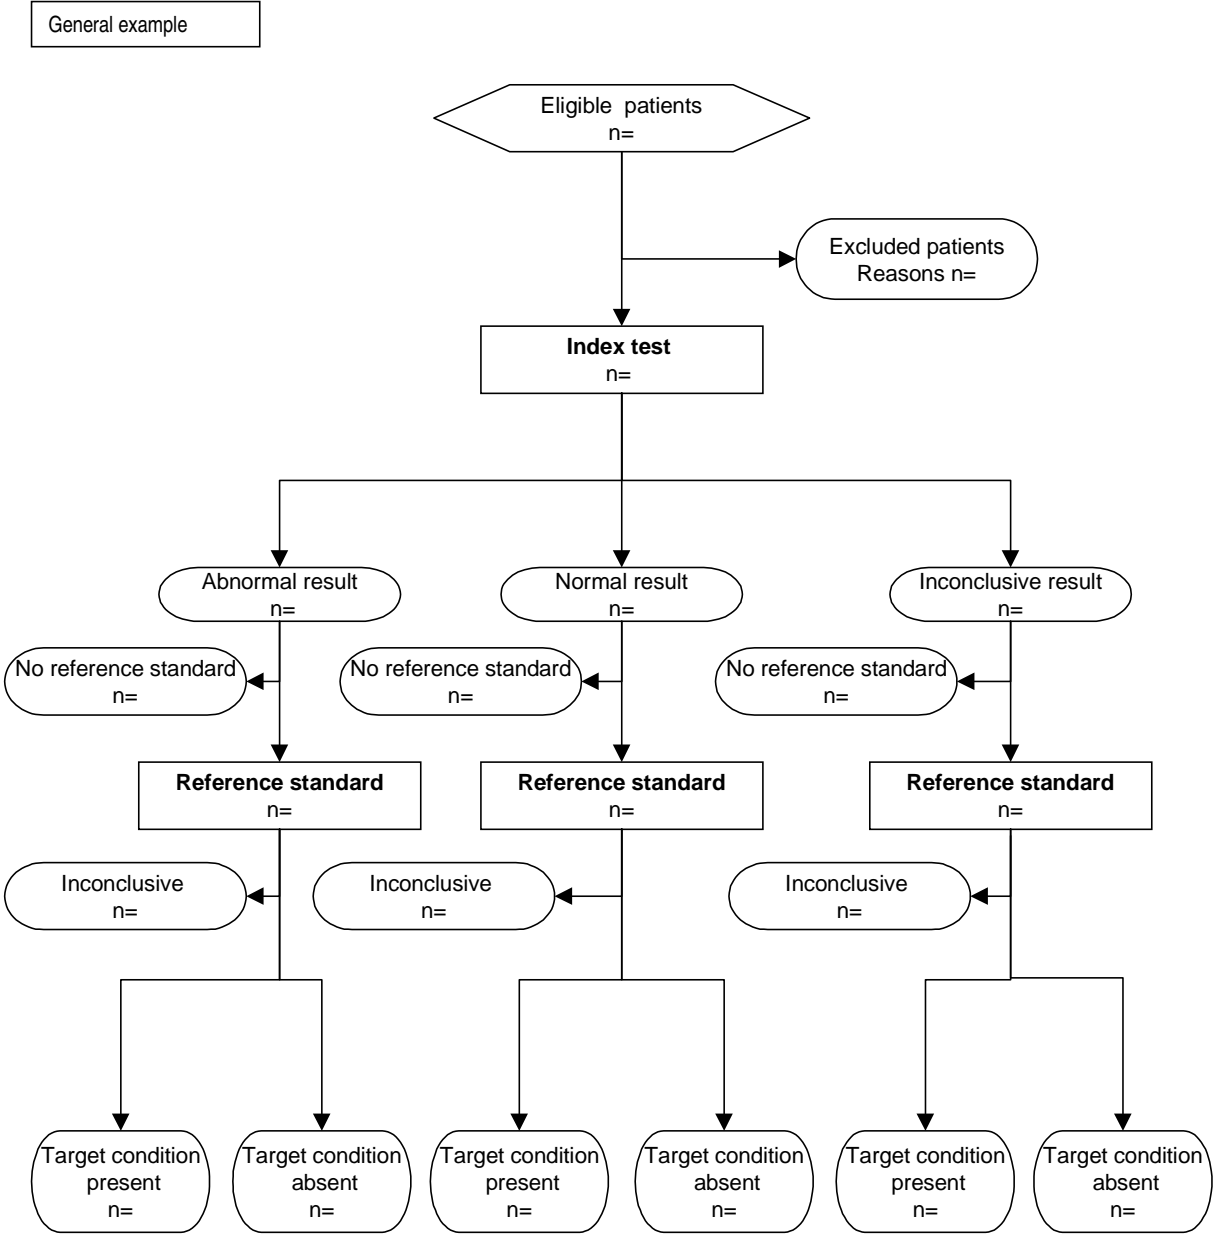 General example
Eligible patients
n=
Excluded patients
Reasons n=
Index test
n=
Abnormal result
n=
Normal result
n=
Inconclusive result
n=
No reference standard
n=
No reference standard
n=
No reference standard
n=
Reference standard
n=
Reference standard
n=
Reference standard
n=
Inconclusive
n=
Inconclusive
n=
Inconclusive
n=
Target condition
present
n=
Target condition
absent
n=
Target condition
present
n=
Target condition
absent
n=
Target condition
present
n=
Target condition
absent
n=